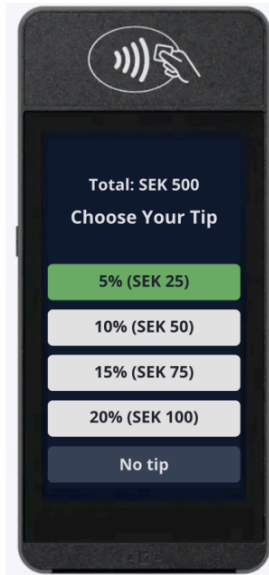 Total: SEK 500
Choose Your Tip
5% (SEK 25)
10% (SEK 50)
15% (SEK 75)
20% (SEK 100)
No tip